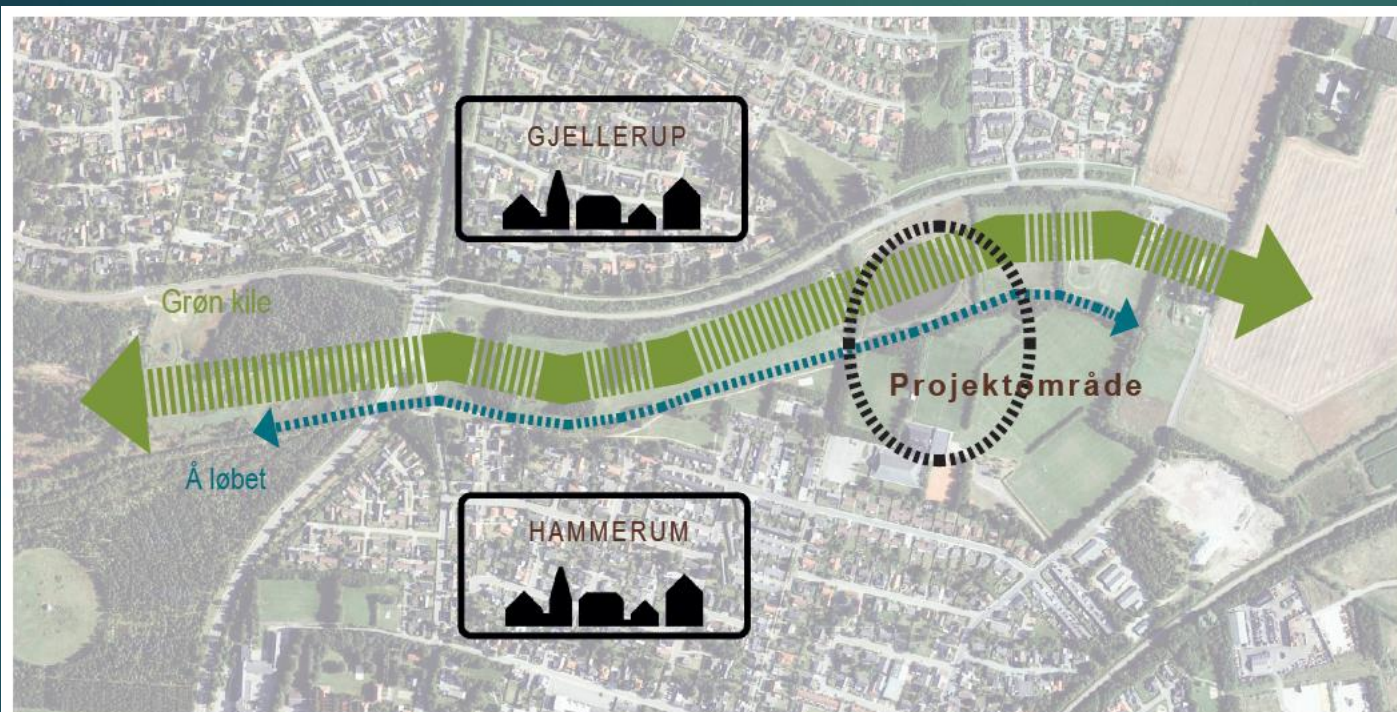 GJELLERUP
Grøn kile
Projektområde
Å løbet
HAMMERUM